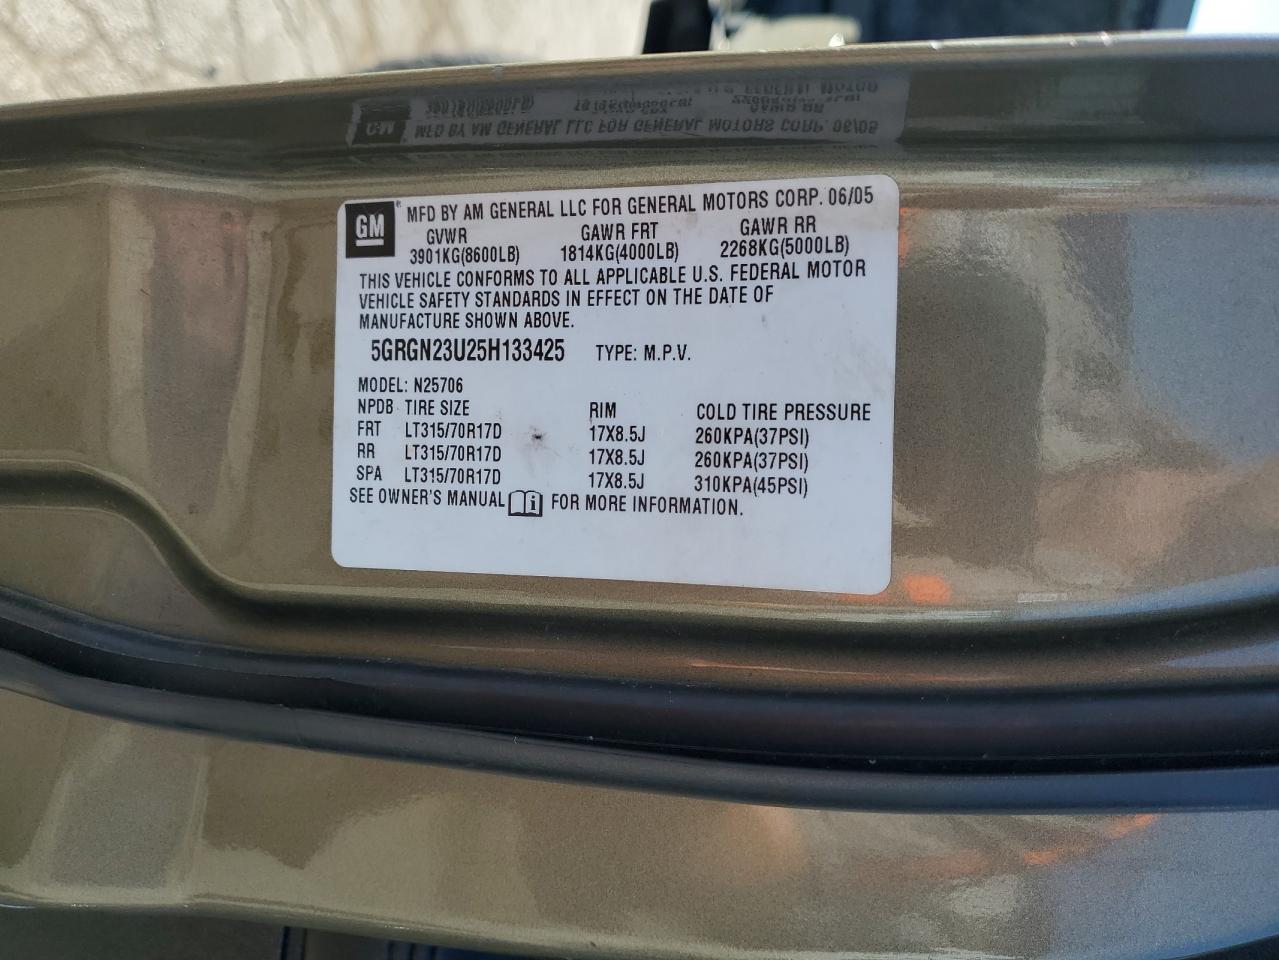 GM MFD BY AM GENERAL LLC FOR GENERAL MOTORS CORP. 06/05
GVWR GAWR FRT GAWR RR
3901KG(8600LB) 1814KG(4000LB) 2268KG(5000LB)
THIS VEHICLE CONFORMS TO ALL APPLICABLE U.S. FEDERAL MOTOR
VEHICLE SAFETY STANDARDS IN EFFECT ON THE DATE OF
MANUFACTURE SHOWN ABOVE.
5GRGN23U25H133425 TYPE: M.P.V.
MODEL: N25706
NPDB TIRE SIZE RIM COLD TIRE PRESSURE
FRT LT315/70R17D 17X8.5J 260KPA(37PSI)
RR LT315/70R17D 17X8.5J 260KPA(37PSI)
SPA LT315/70R17D 17X8.5J 310KPA(45PSI)
SEE OWNER'S MANUAL i FOR MORE INFORMATION.